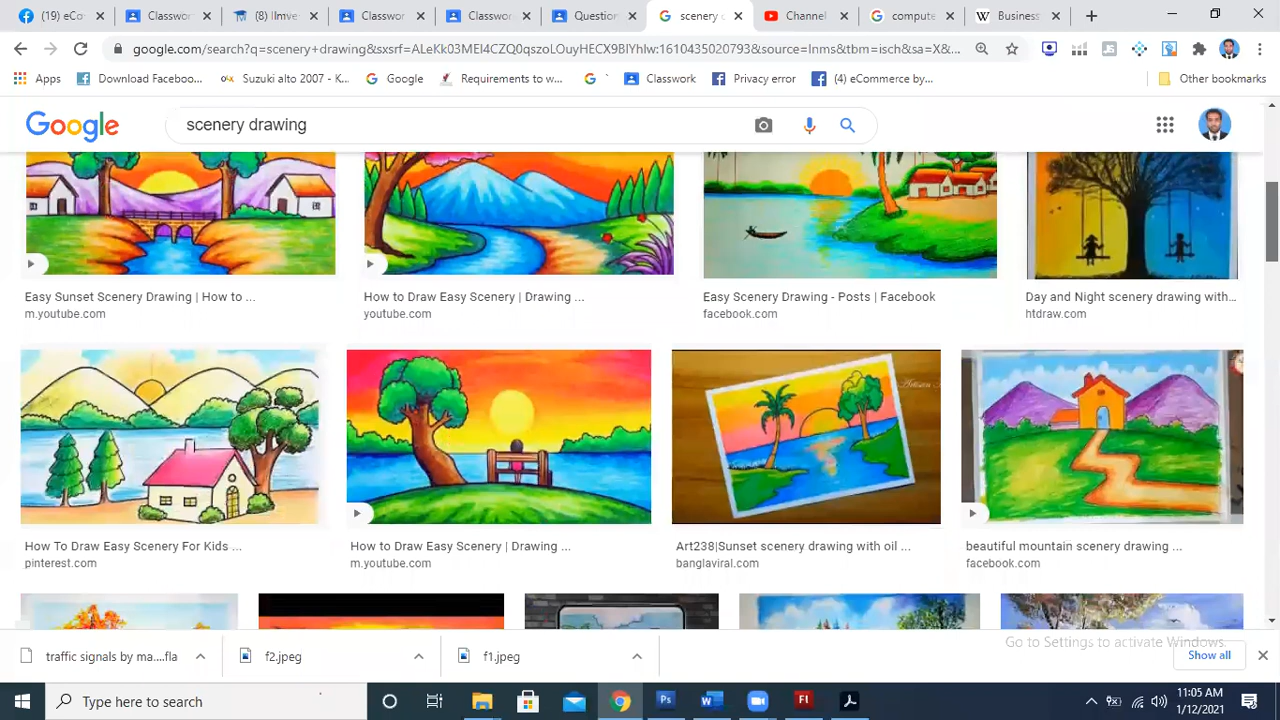 (19) eCo
Classwork
(8) Ilmve
Classwor
Classwor
Question
scenery d
Channel
compute
Business
google.com/search?q=scenery+drawing&sxsrf=ALeKk03MEI4CZQ0qszoLOuyHECX9BIYhlw:1610435020793&source=lnms&tbm=isch&sa=X&...
Apps
Download Faceboo...
Suzuki alto 2007 - K...
Google
Requirements to w...
Classwork
Privacy error
(4) eCommerce by...
Other bookmarks
Google
scenery drawing
Easy Sunset Scenery Drawing | How to ...
m.youtube.com
How to Draw Easy Scenery | Drawing ...
youtube.com
Easy Scenery Drawing - Posts | Facebook
facebook.com
Day and Night scenery drawing with...
htdraw.com
How To Draw Easy Scenery For Kids ...
pinterest.com
How to Draw Easy Scenery | Drawing ...
m.youtube.com
Art238|Sunset scenery drawing with oil ...
banglaviral.com
beautiful mountain scenery drawing ...
facebook.com
Go to Settings to activate Windows.
traffic signals by ma....fla
f2.jpeg
f1.jpeg
Show all
Type here to search
11:05 AM
1/12/2021